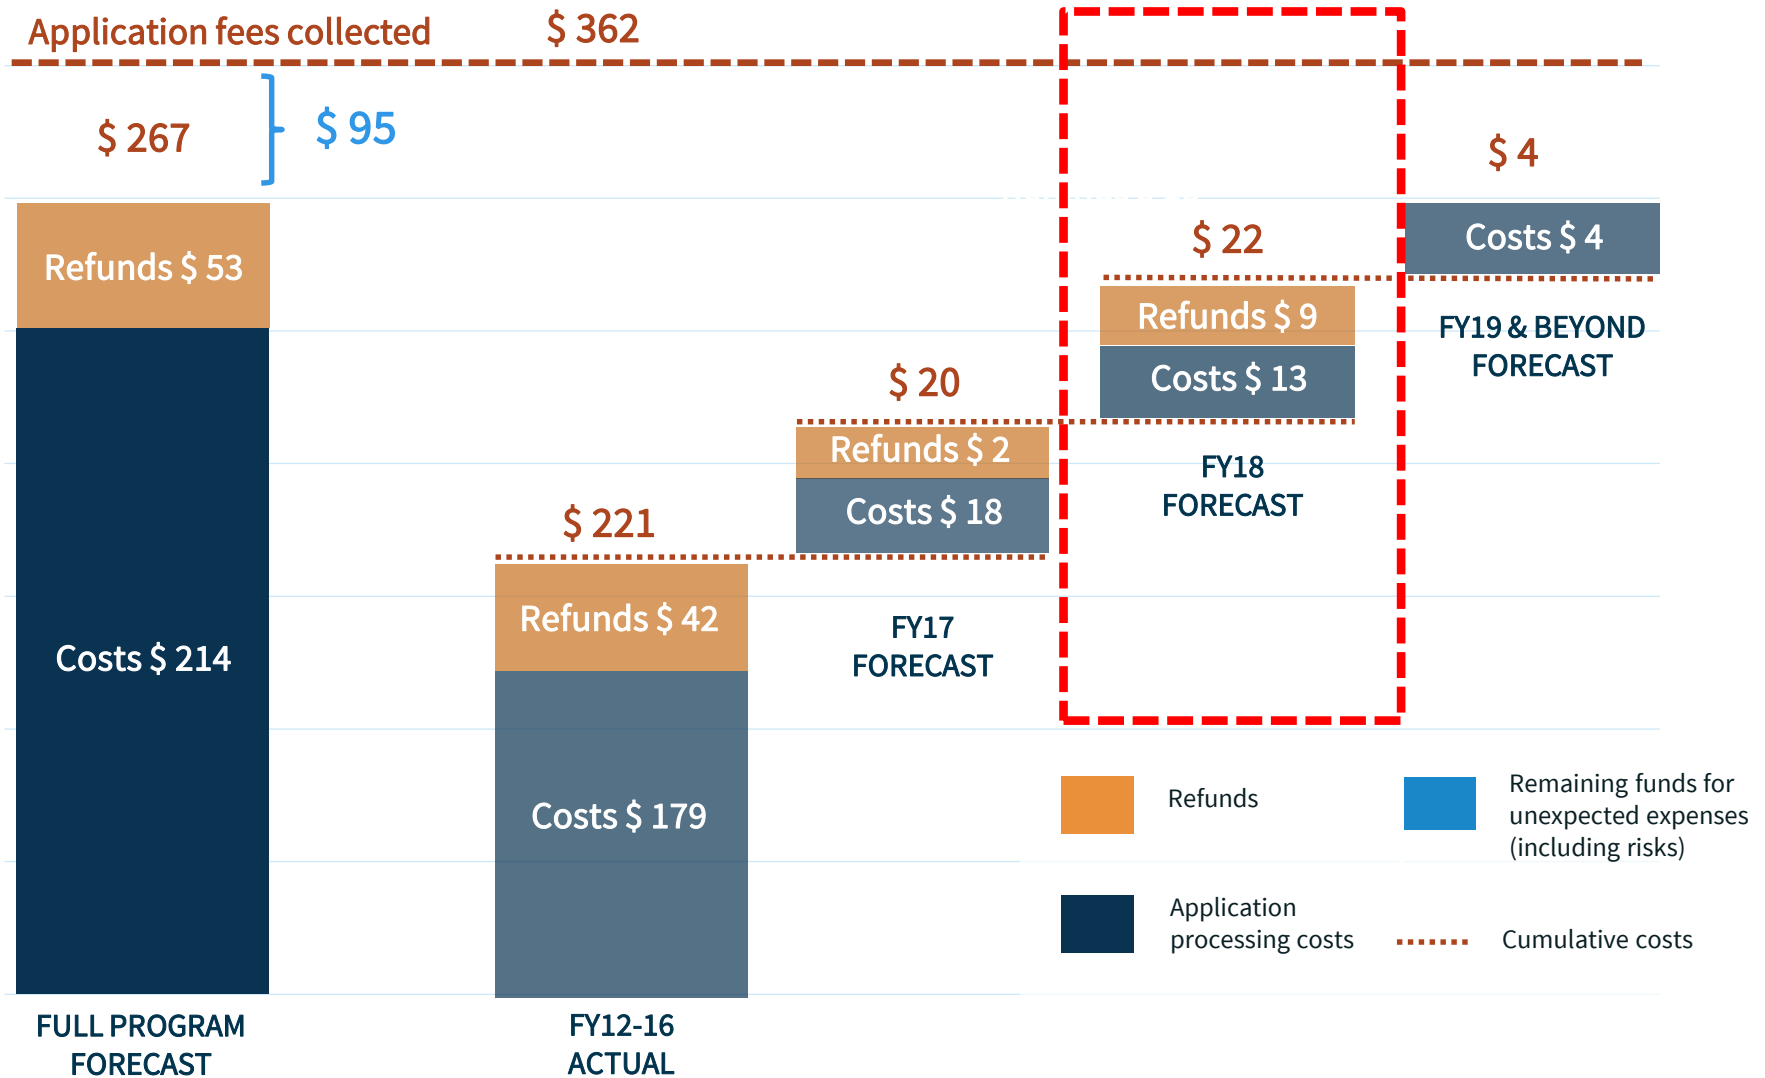 Application fees collected $ 362
$ 267
$ 95
$ 4
Refunds $ 53
Costs $ 4
$ 22
Refunds $ 9
FY19 & BEYOND
FORECAST
Costs $ 13
$ 20
Refunds $ 2
FY18
FORECAST
Costs $ 18
$ 221
Refunds $ 42
FY17
FORECAST
Costs $ 214
Costs $ 179
Refunds
Remaining funds for
unexpected expenses
(including risks)
Application
processing costs
Cumulative costs
FULL PROGRAM
FORECAST
FY12-16
ACTUAL